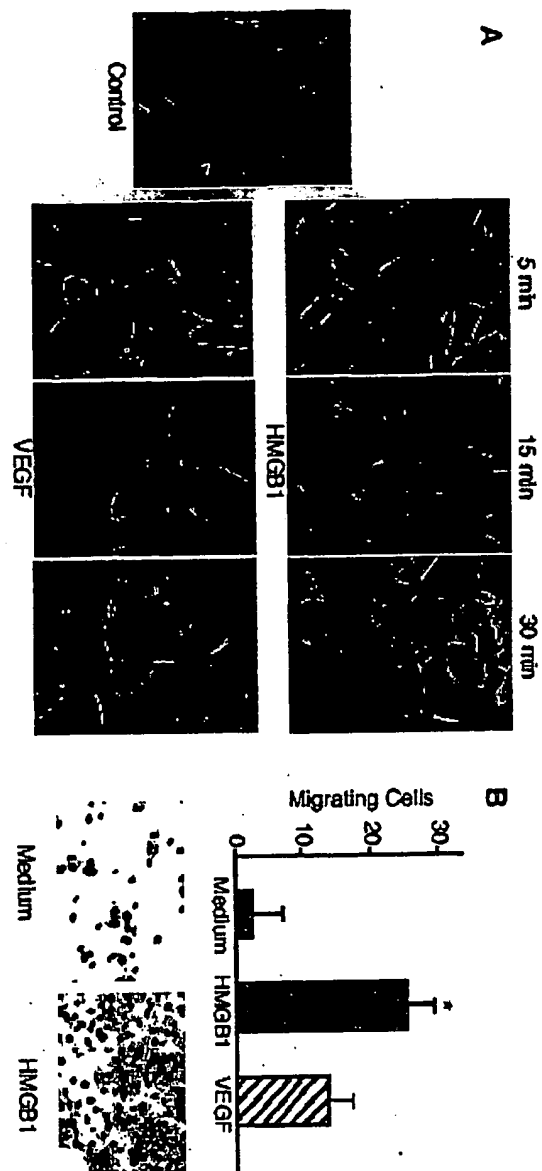 A
5 min
15 min
30 min
HMGB1
Control
VEGF
B
Migrating Cells
30
20
10
0
*
Medium
HMGB1
VEGF
Medium
HMGB1